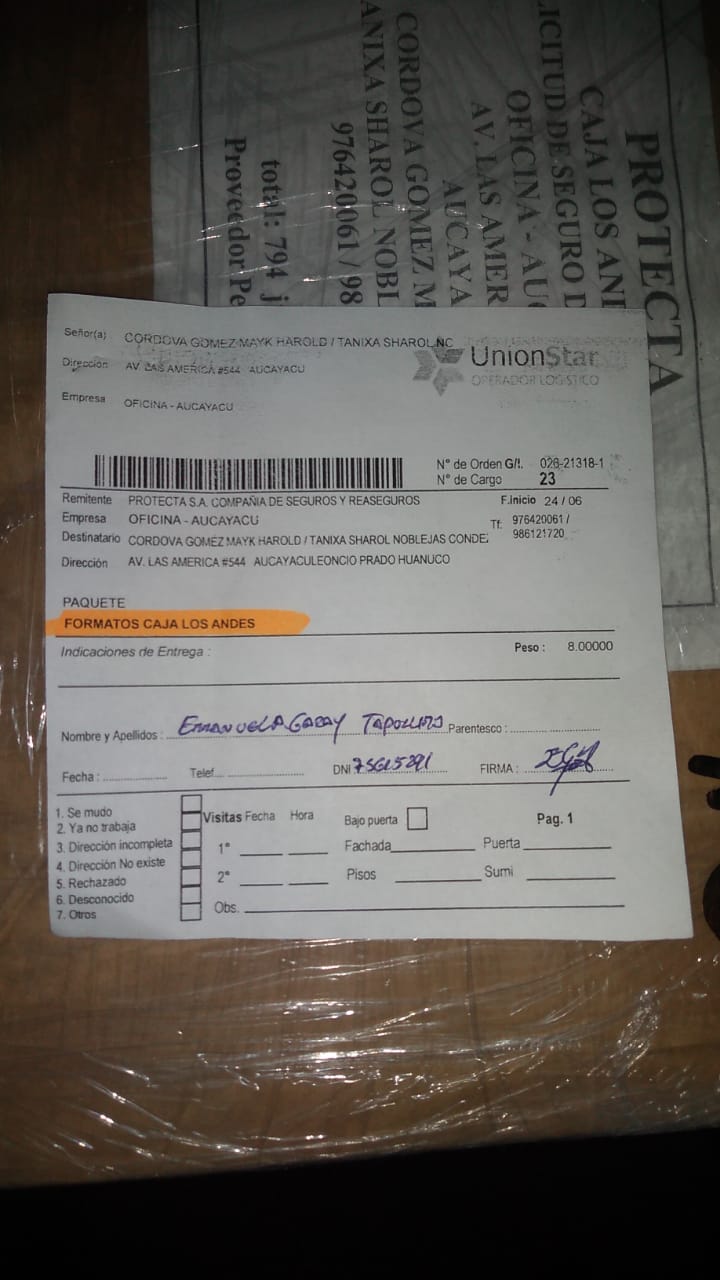 PROTECTA
CAJA LOS AN
LICITUD DE SEGURO D
OFICINA - AU
AV. LAS AMER
AUCAYA
CORDOVA GOMEZ M
ANIXA SHAROL NOBL
976420061 / 98
total: 794 j
Proveedor Pe
Señor(a) CORDOVA GOMEZ MAYK HAROLD / TANIXA SHAROL NC
Dirección AV. LAS AMERICA #544 AUCAYACU
UnionStar
OPERADOR LOGISTICO
Empresa OFICINA - AUCAYACU
N° de Orden G/I. 026-21318-1
N° de Cargo 23
Remitente PROTECTA S.A. COMPAÑIA DE SEGUROS Y REASEGUROS F.inicio 24 / 06
Empresa OFICINA - AUCAYACU Tf: 976420061 /
986121720
Destinatario CORDOVA GOMEZ MAYK HAROLD / TANIXA SHAROL NOBLEJAS CONDE
Dirección AV. LAS AMERICA #544 AUCAYACULEONCIO PRADO HUANUCO
PAQUETE
FORMATOS CAJA LOS ANDES
Indicaciones de Entrega : Peso : 8.00000
Nombre y Apellidos : Garay Parentesco :
Fecha : Telef. DNI FIRMA :
1. Se mudo
2. Ya no trabaja
3. Dirección incompleta
4. Dirección No existe
5. Rechazado
6. Desconocido
7. Otros
Visitas Fecha Hora Bajo puerta Pag. 1
1° Fachada Puerta
2° Pisos Sumi
Obs.